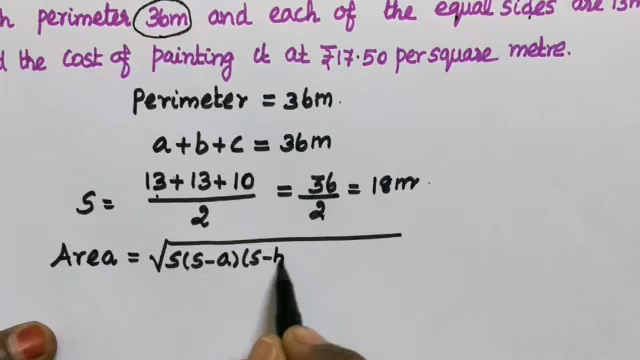 perimeter 36m and each of the equal sides are 13m
the cost of painting it at ₹17.50 per square metre.
Perimeter = 36m.
a+b+c = 36m
S = 13+13+10 / 2 = 36/2 = 18m.
Area = √S(S-a)(S-b